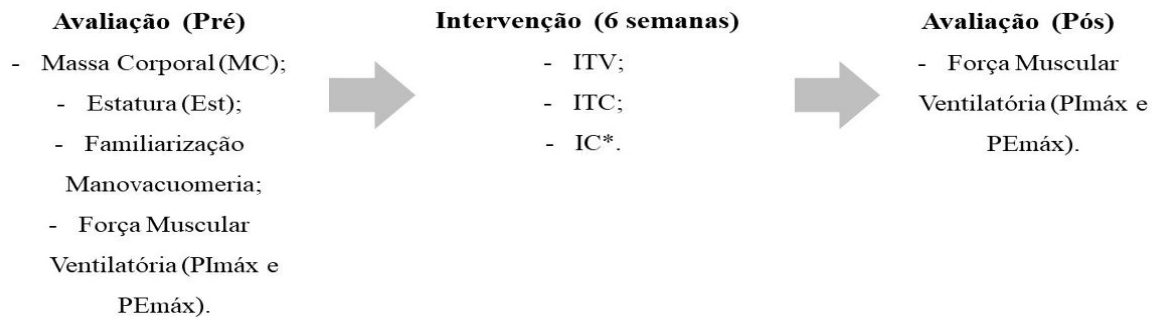 Avaliação (Pré)
- Massa Corporal (MC);
- Estatura (Est);
- Familiarização
Manovacuomeria;
- Força Muscular
Ventilatória (PImáx e
PEmáx).
Intervenção (6 semanas)
- ITV;
- ITC;
- IC*.
Avaliação (Pós)
- Força Muscular
Ventilatória (PImáx e
PEmáx).